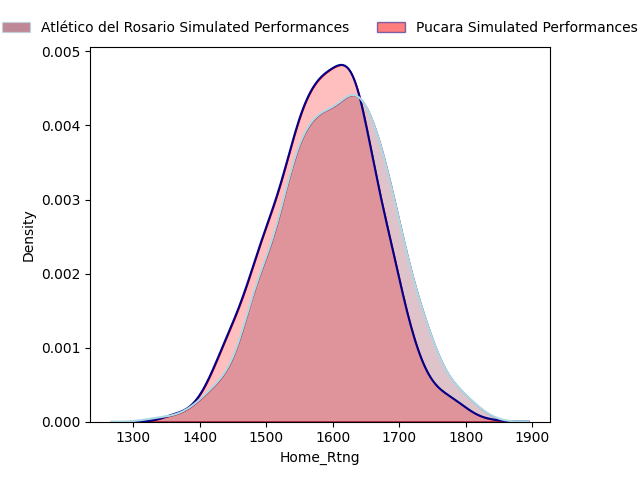 Atlético del Rosario Simulated Performances Pucara Simulated Performances
0.005
0.004
0.003
0.002
0.001
0.000
Density
1300 1400 1500 1600 1700 1800 1900
Home_Rtng